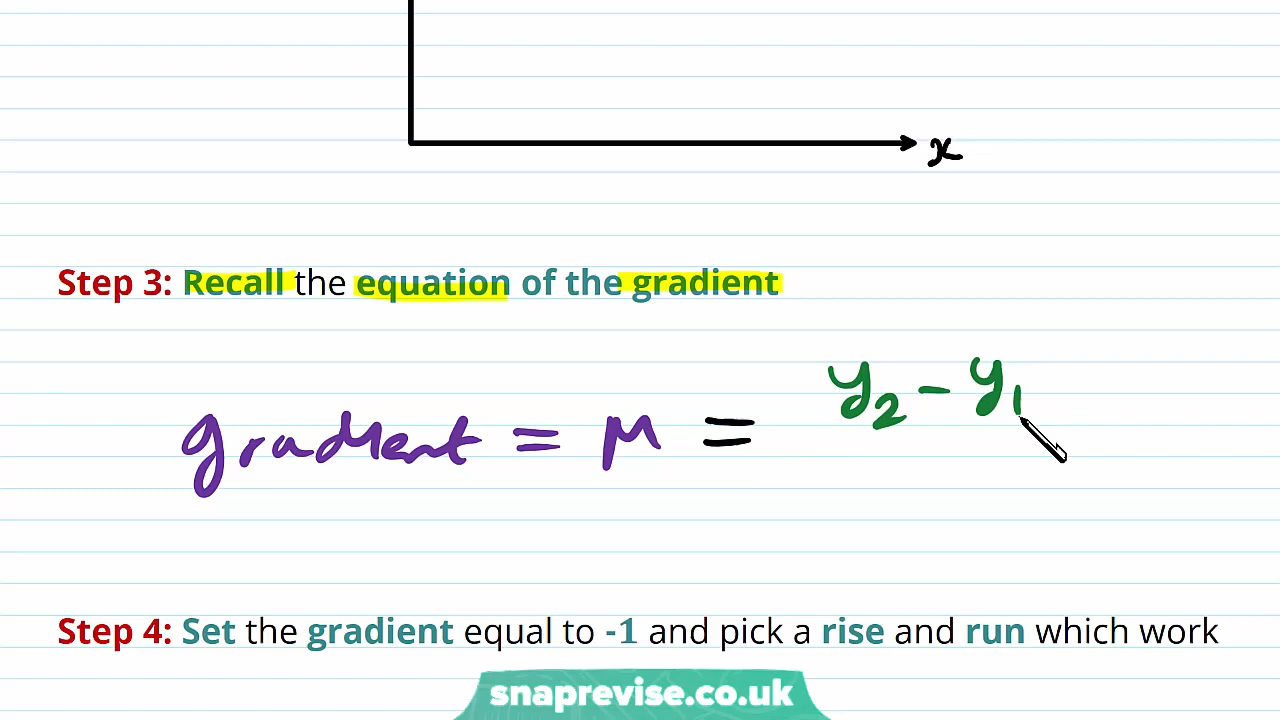 x
Step 3: Recall the equation of the gradient
y₂ - y₁
gradient = m =
Step 4: Set the gradient equal to -1 and pick a rise and run which work
snaprevise.co.uk